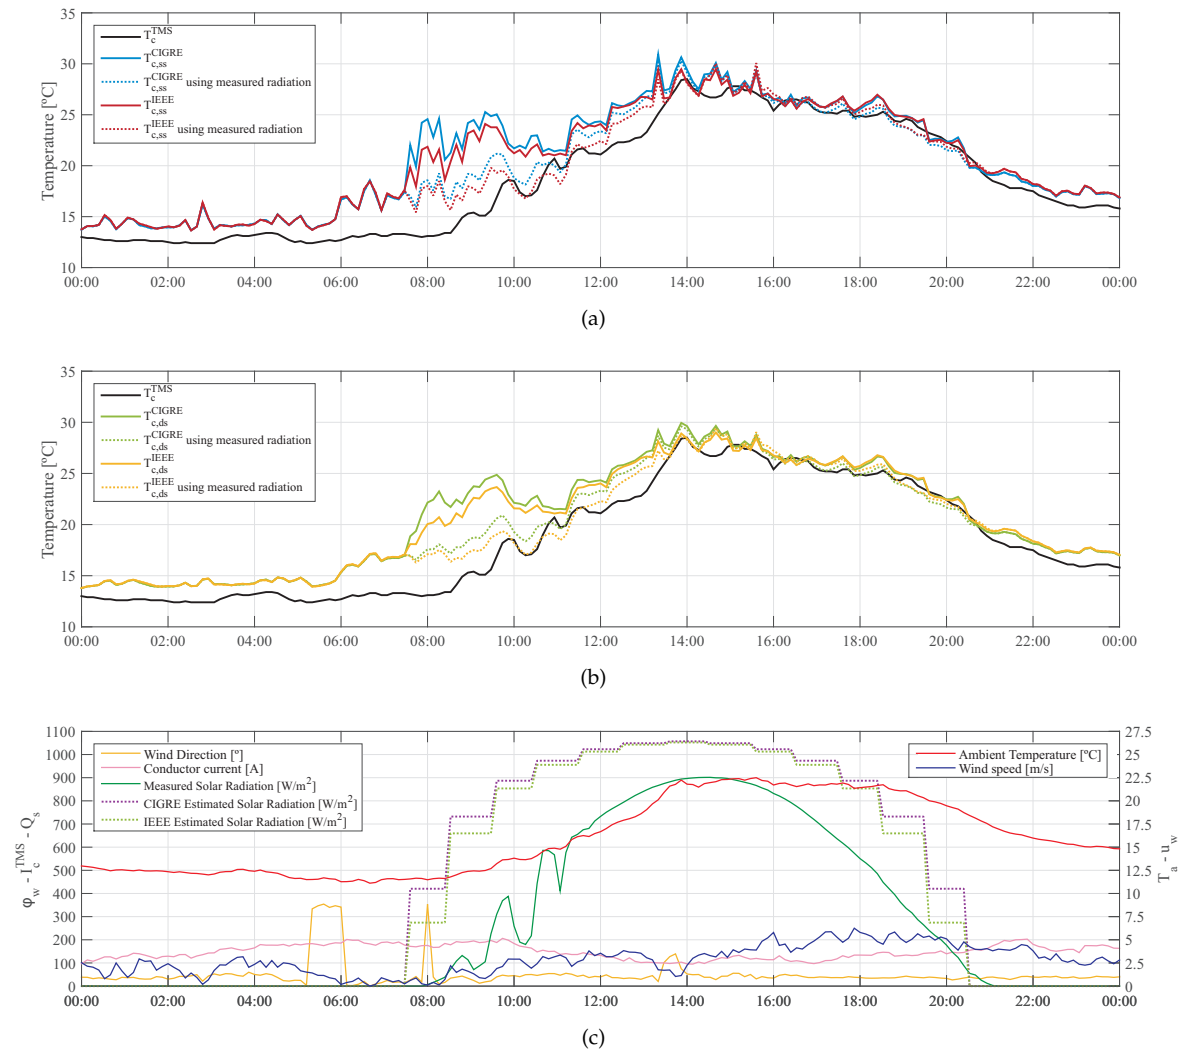 35
30
25
20
15
10
Temperature [ºC]
T_c^TMS
T_c,ss^CIGRE
T_c,ss^CIGRE using measured radiation
T_c,ss^IEEE
T_c,ss^IEEE using measured radiation
00:00 02:00 04:00 06:00 08:00 10:00 12:00 14:00 16:00 18:00 20:00 22:00 00:00
(a)
35
30
25
20
15
10
Temperature [ºC]
T_c^TMS
T_c,ds^CIGRE
T_c,ds^CIGRE using measured radiation
T_c,ds^IEEE
T_c,ds^IEEE using measured radiation
00:00 02:00 04:00 06:00 08:00 10:00 12:00 14:00 16:00 18:00 20:00 22:00 00:00
(b)
1100
1000
900
800
700
600
500
400
300
200
100
0
φ_w - I_c^TMS - Q_s
Wind Direction [º]
Conductor current [A]
Measured Solar Radiation [W/m²]
CIGRE Estimated Solar Radiation [W/m²]
IEEE Estimated Solar Radiation [W/m²]
Ambient Temperature [ºC]
Wind speed [m/s]
27.5
25
22.5
20
17.5
15
12.5
10
7.5
5
2.5
0
T_a - u_w
00:00 02:00 04:00 06:00 08:00 10:00 12:00 14:00 16:00 18:00 20:00 22:00 00:00
(c)